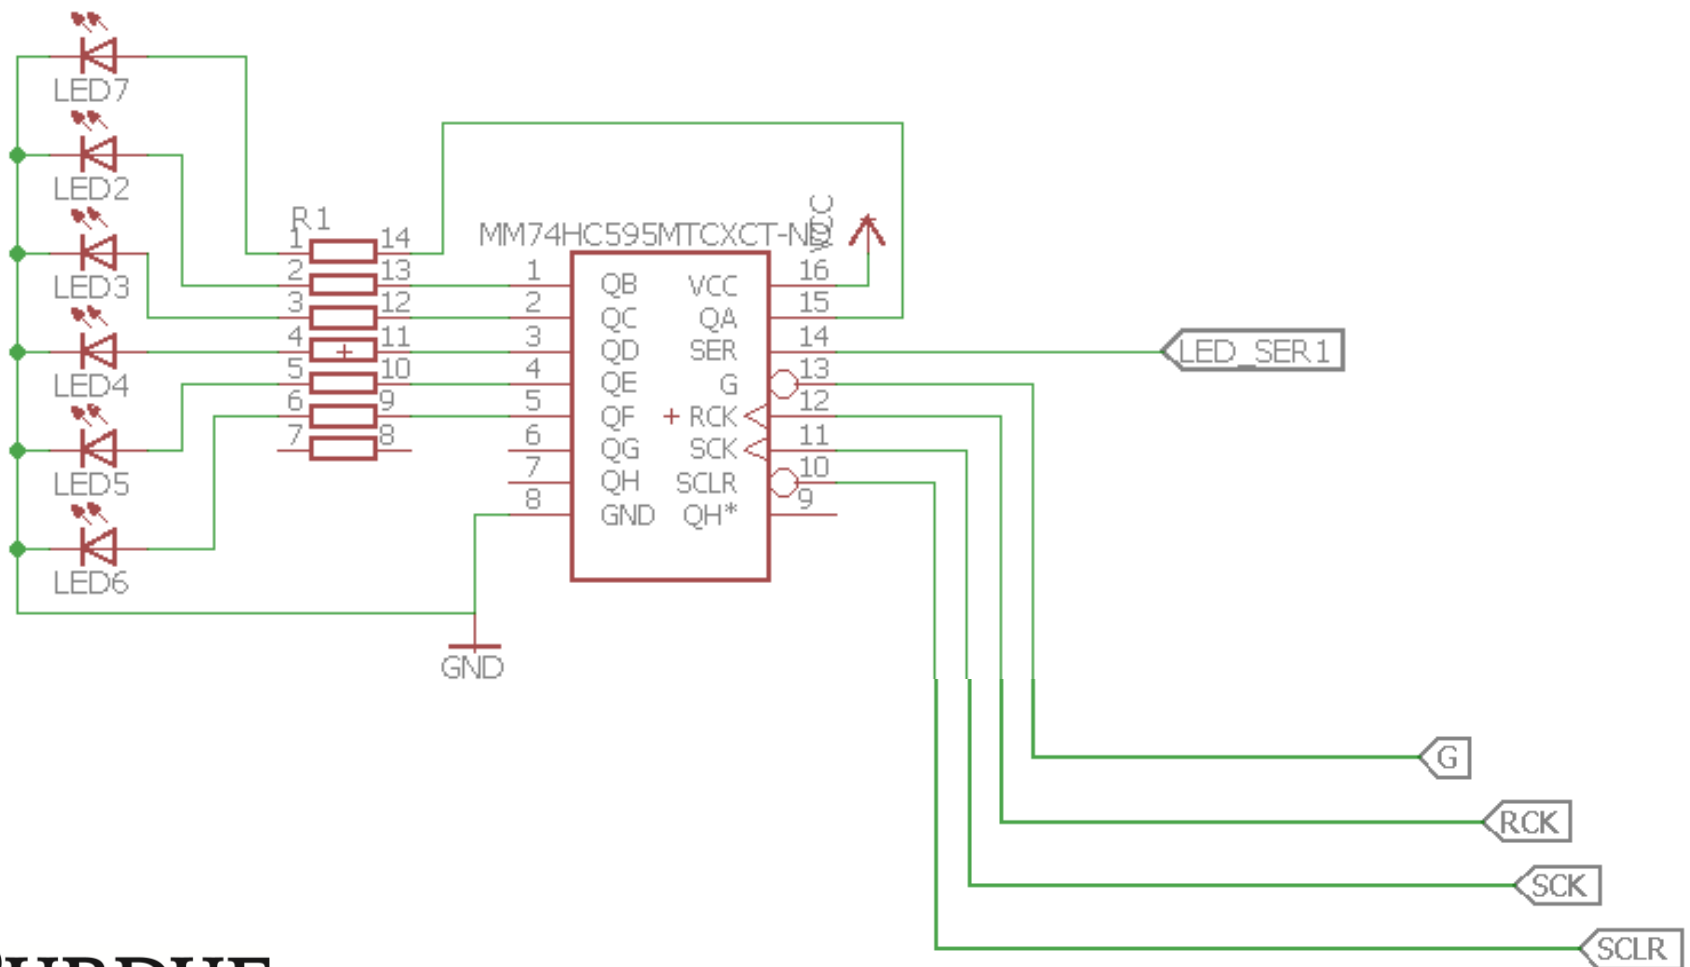 LED7
LED2
LED3
LED4
LED5
LED6
R1
1 14
2 13
3 12
4 11
5 10
6 9
7 8
MM74HC595MTCXCT-ND
VCC
1 QB VCC 16
2 QC QA 15
3 QD SER 14
4 QE G 13
5 QF RCK 12
6 QG SCK 11
7 QH SCLR 10
8 GND QH* 9
GND
LED_SER1
G
RCK
SCK
SCLR